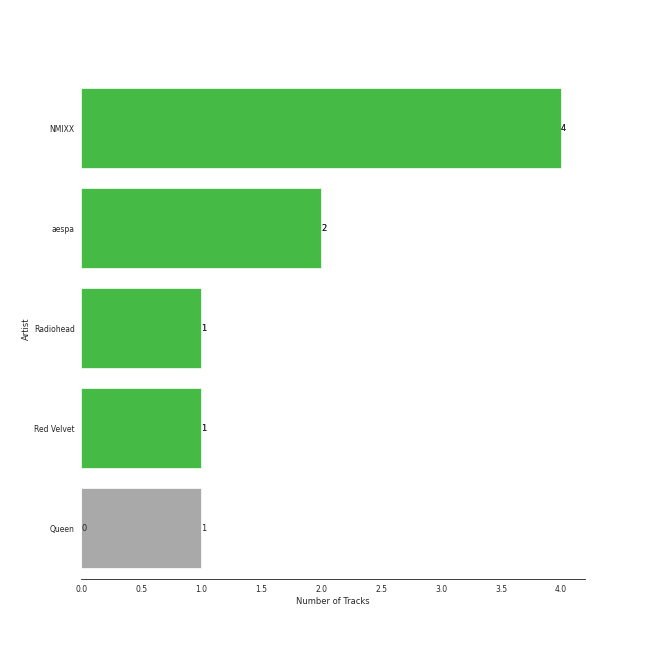 NMIXX 4
aespa 2
Radiohead 1
Red Velvet 1
Queen 0 1
Artist
0.0 0.5 1.0 1.5 2.0 2.5 3.0 3.5 4.0
Number of Tracks